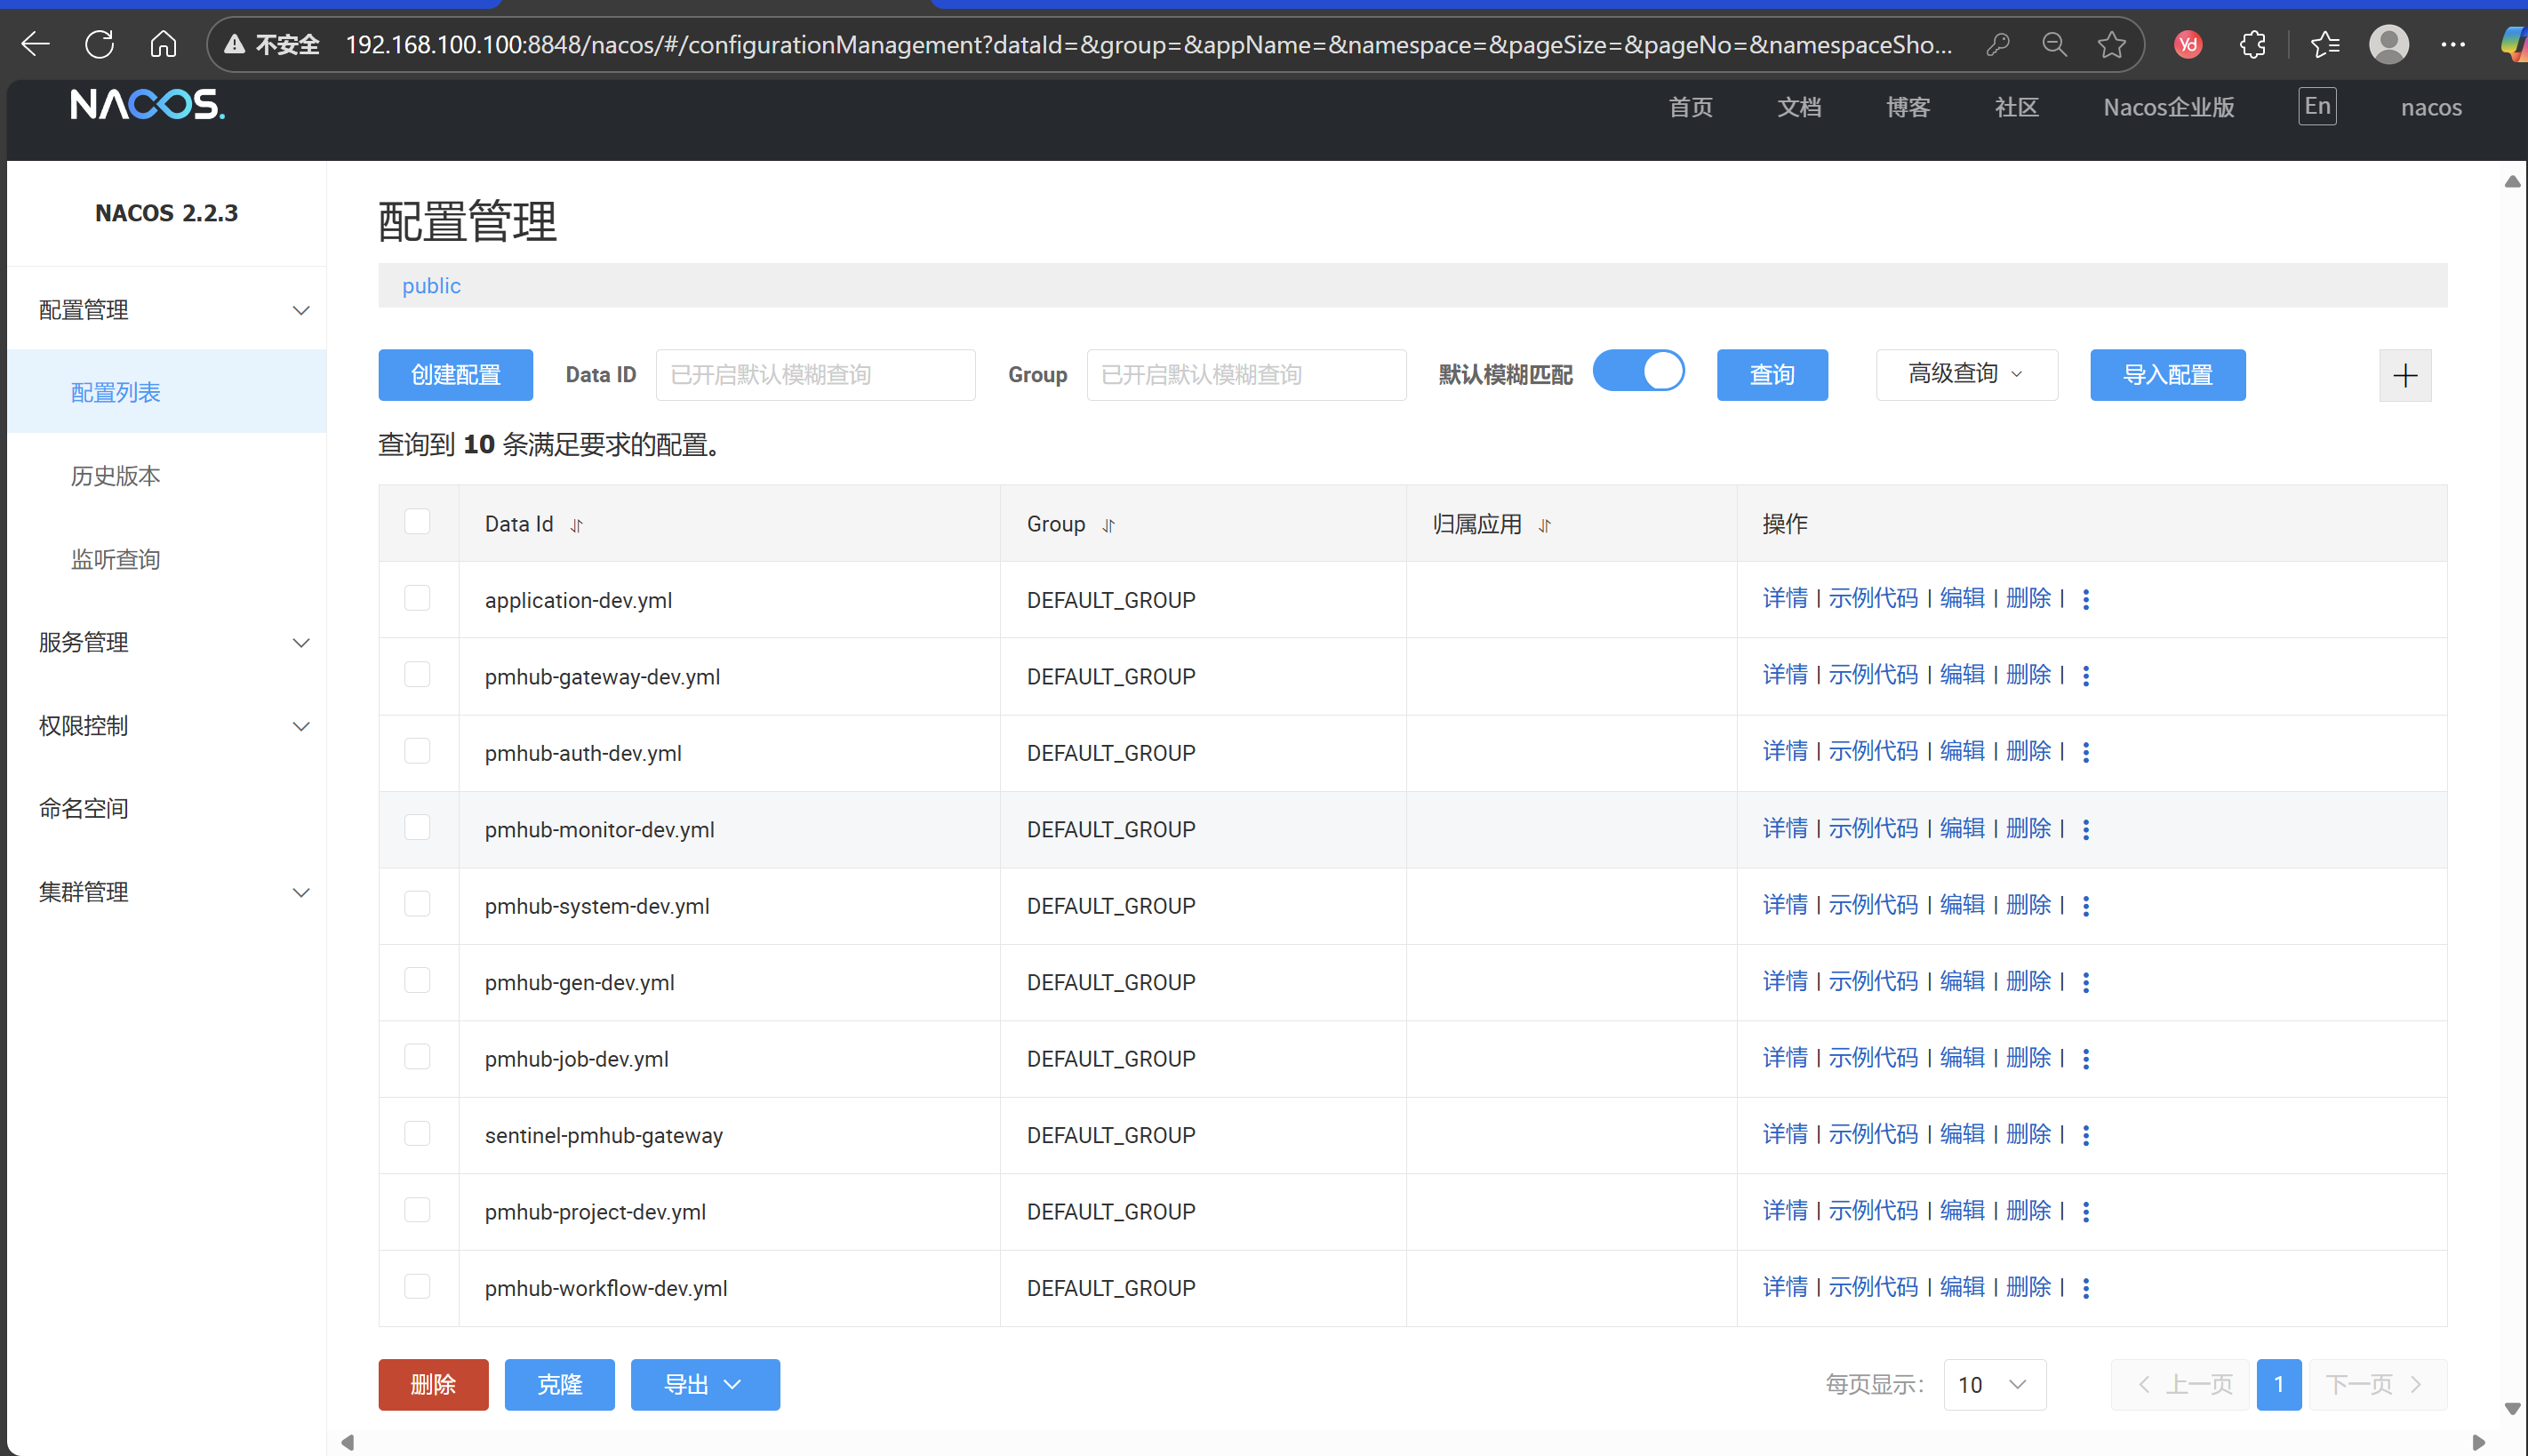 不安全 192.168.100.100:8848/nacos/#/configurationManagement?dataId=&group=&appName=&namespace=&pageSize=&pageNo=&namespaceSho...
yd
NACOS.
首页 文档 博客 社区 Nacos企业版 En nacos
NACOS 2.2.3
配置管理
配置列表
历史版本
监听查询
服务管理
权限控制
命名空间
集群管理
配置管理
public
创建配置 Data ID 已开启默认模糊查询 Group 已开启默认模糊查询 默认模糊匹配 查询 高级查询 导入配置
查询到 10 条满足要求的配置。
Data Id Group 归属应用 操作
application-dev.yml DEFAULT_GROUP 详情 | 示例代码 | 编辑 | 删除 |
pmhub-gateway-dev.yml DEFAULT_GROUP 详情 | 示例代码 | 编辑 | 删除 |
pmhub-auth-dev.yml DEFAULT_GROUP 详情 | 示例代码 | 编辑 | 删除 |
pmhub-monitor-dev.yml DEFAULT_GROUP 详情 | 示例代码 | 编辑 | 删除 |
pmhub-system-dev.yml DEFAULT_GROUP 详情 | 示例代码 | 编辑 | 删除 |
pmhub-gen-dev.yml DEFAULT_GROUP 详情 | 示例代码 | 编辑 | 删除 |
pmhub-job-dev.yml DEFAULT_GROUP 详情 | 示例代码 | 编辑 | 删除 |
sentinel-pmhub-gateway DEFAULT_GROUP 详情 | 示例代码 | 编辑 | 删除 |
pmhub-project-dev.yml DEFAULT_GROUP 详情 | 示例代码 | 编辑 | 删除 |
pmhub-workflow-dev.yml DEFAULT_GROUP 详情 | 示例代码 | 编辑 | 删除 |
删除 克隆 导出 每页显示: 10 上一页 1 下一页